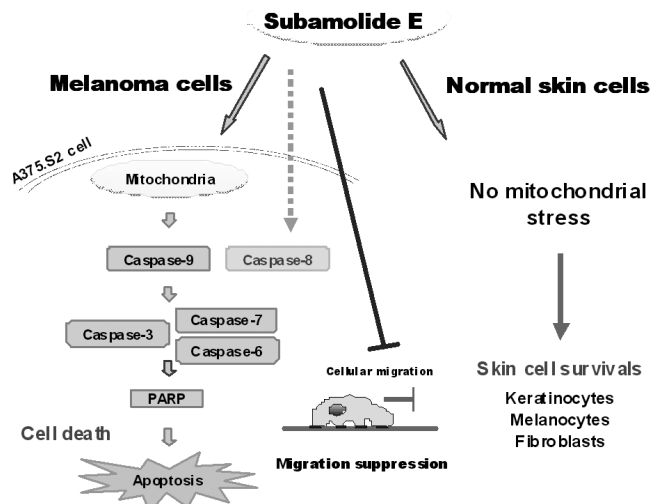 Subamolide E
Melanoma cells
Normal skin cells
A375.S2 cell
Mitochondria
No mitochondrial
stress
Caspase-9
Caspase-8
Caspase-3
Caspase-7
Caspase-6
PARP
Cell death
Apoptosis
Cellular migration
Migration suppression
Skin cell survivals
Keratinocytes
Melanocytes
Fibroblasts